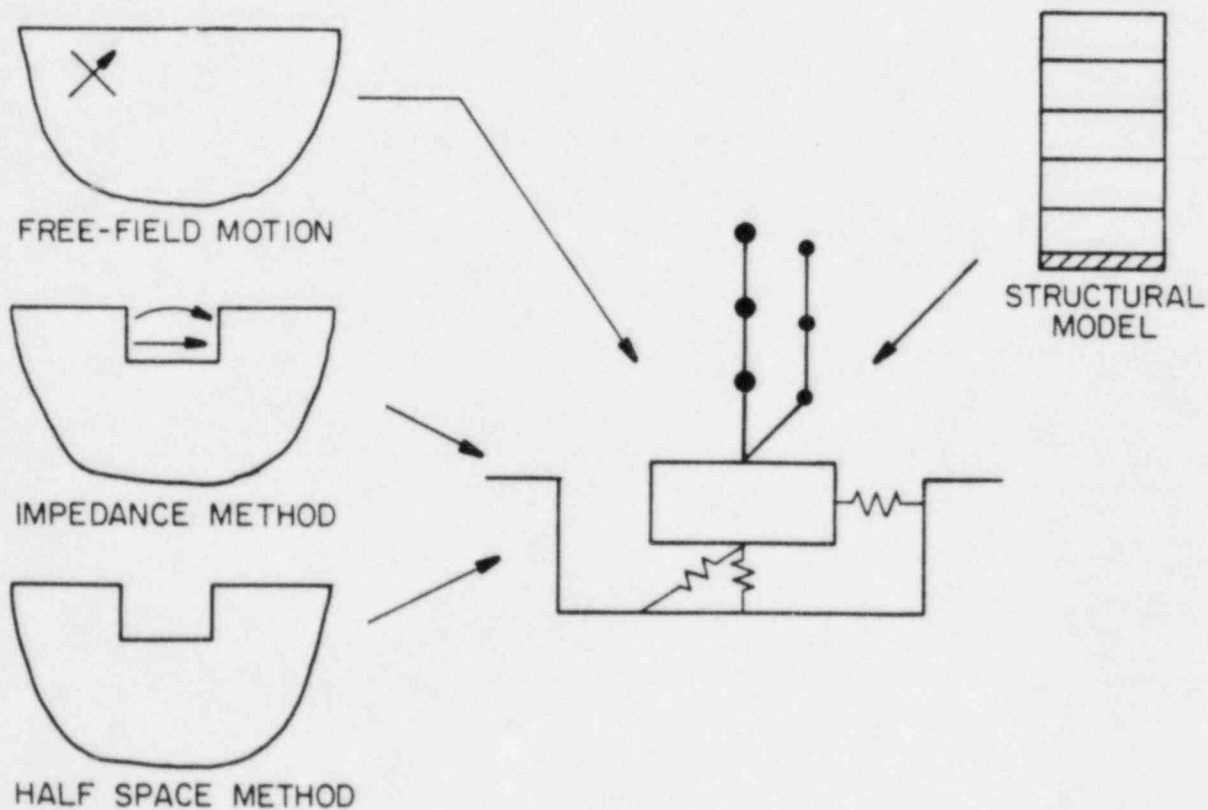 FREE-FIELD MOTION
IMPEDANCE METHOD
HALF SPACE METHOD
STRUCTURAL
MODEL